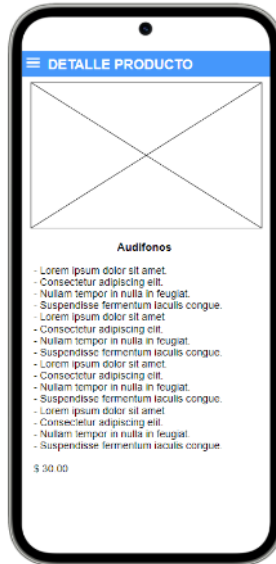 DETALLE PRODUCTO
Audifonos
- Lorem ipsum dolor sit amet.
- Consectetur adipiscing elit.
- Nullam tempor in nulla in feugiat.
- Suspendisse fermentum iaculis congue.
- Lorem ipsum dolor sit amet
- Consectetur adipiscing elit.
- Nullam tempor in nulla in feugiat.
- Suspendisse fermentum iaculis congue.
- Lorem ipsum dolor sit amet
- Consectetur adipiscing elit.
- Nullam tempor in nulla in feugiat.
- Suspendisse fermentum iaculis congue.
- Lorem ipsum dolor sit amet
- Consectetur adipiscing elit.
- Nullam tempor in nulla in feugiat.
- Suspendisse fermentum iaculis congue.
$ 30.00